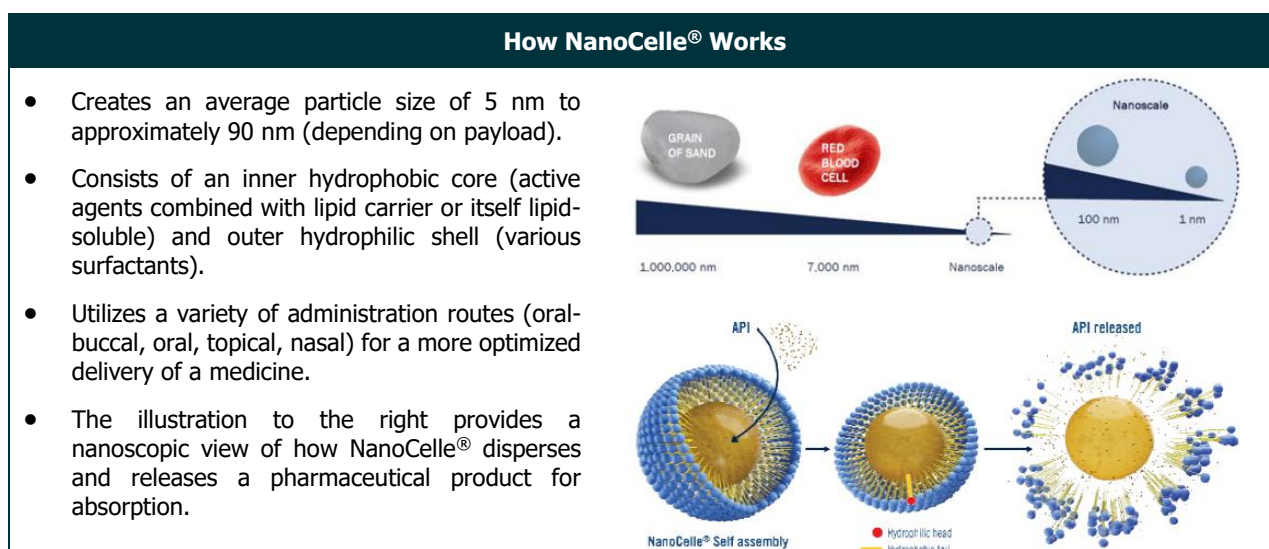 How NanoCelle® Works
• Creates an average particle size of 5 nm to
approximately 90 nm (depending on payload).
• Consists of an inner hydrophobic core (active
agents combined with lipid carrier or itself lipid-
soluble) and outer hydrophilic shell (various
surfactants).
• Utilizes a variety of administration routes (oral-
buccal, oral, topical, nasal) for a more optimized
delivery of a medicine.
• The illustration to the right provides a
nanoscopic view of how NanoCelle® disperses
and releases a pharmaceutical product for
absorption.
GRAIN
OF SAND
RED
BLOOD
CELL
Nanoscale
100 nm
1 nm
1,000,000 nm
7,000 nm
Nanoscale
API
API released
NanoCelle® Self assembly
Hydrophilic head
Hydrophobic tail